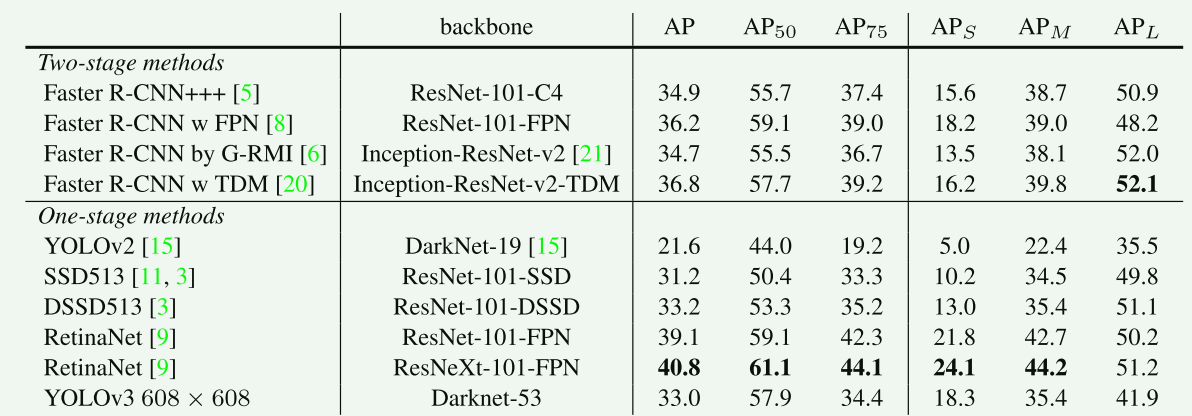 backbone AP AP50 AP75 APS APM APL
Two-stage methods
Faster R-CNN+++ [5] ResNet-101-C4 34.9 55.7 37.4 15.6 38.7 50.9
Faster R-CNN w FPN [8] ResNet-101-FPN 36.2 59.1 39.0 18.2 39.0 48.2
Faster R-CNN by G-RMI [6] Inception-ResNet-v2 [21] 34.7 55.5 36.7 13.5 38.1 52.0
Faster R-CNN w TDM [20] Inception-ResNet-v2-TDM 36.8 57.7 39.2 16.2 39.8 52.1
One-stage methods
YOLOv2 [15] DarkNet-19 [15] 21.6 44.0 19.2 5.0 22.4 35.5
SSD513 [11, 3] ResNet-101-SSD 31.2 50.4 33.3 10.2 34.5 49.8
DSSD513 [3] ResNet-101-DSSD 33.2 53.3 35.2 13.0 35.4 51.1
RetinaNet [9] ResNet-101-FPN 39.1 59.1 42.3 21.8 42.7 50.2
RetinaNet [9] ResNeXt-101-FPN 40.8 61.1 44.1 24.1 44.2 51.2
YOLOv3 608 × 608 Darknet-53 33.0 57.9 34.4 18.3 35.4 41.9